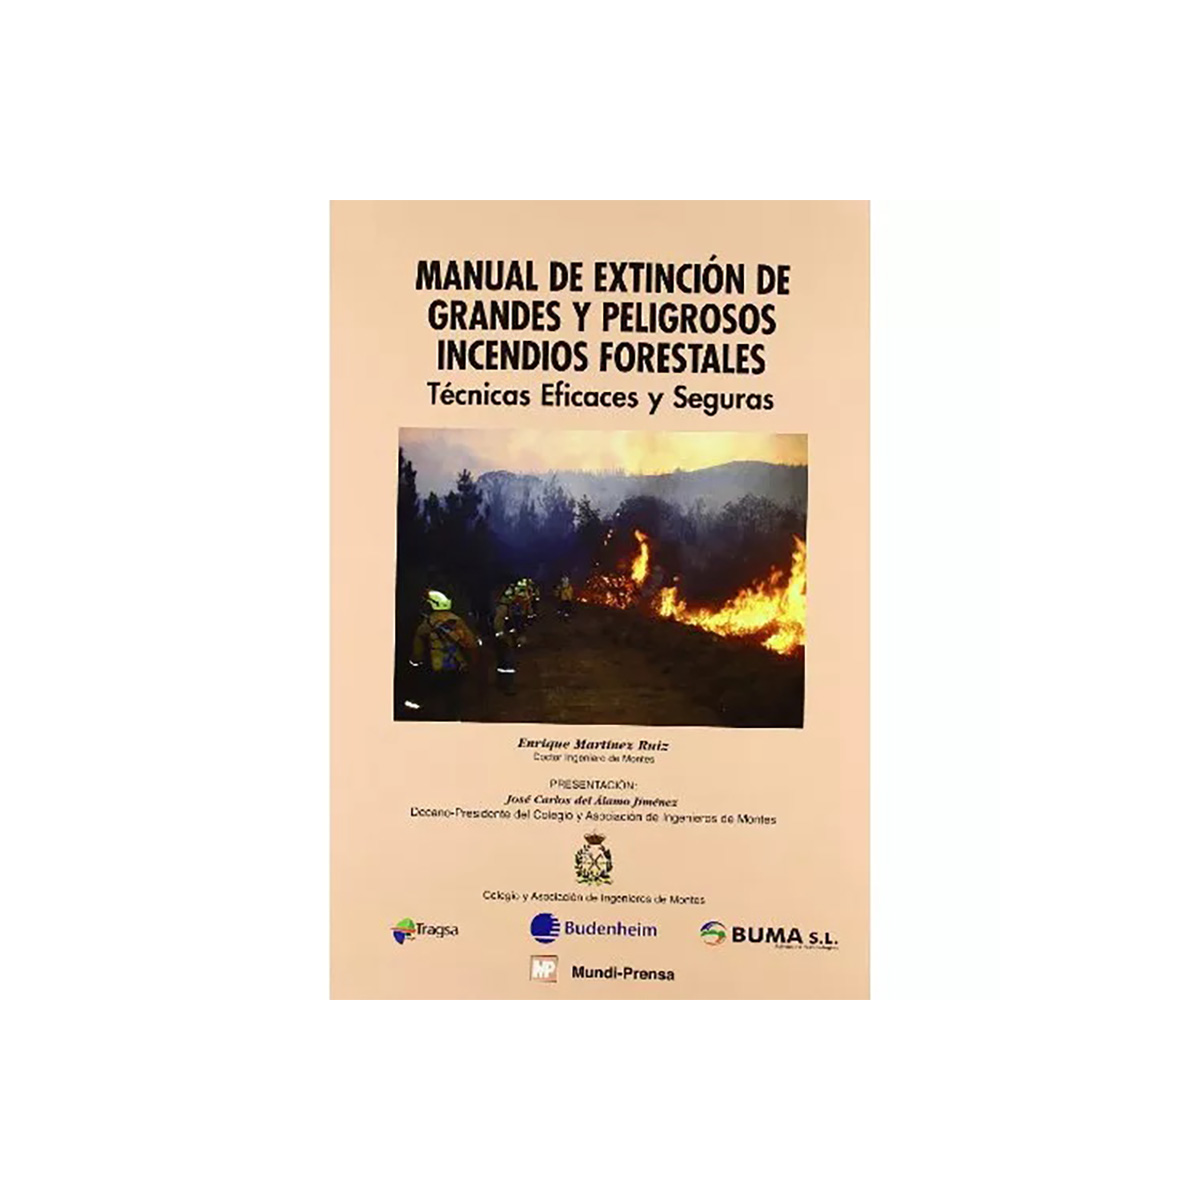 MANUAL DE EXTINCIÓN DE
GRANDES Y PELIGROSOS
INCENDIOS FORESTALES
Técnicas Eficaces y Seguras
Enrique Martínez Ruiz
Doctor Ingeniero de Montes
PRESENTACIÓN:
José Carlos del Álamo Jiménez
Decano-Presidente del Colegio y Asociación de Ingenieros de Montes
Colegio y Asociación de Ingenieros de Montes
Tragsa
Budenheim
BUMA S.L.
MP Mundi-Prensa